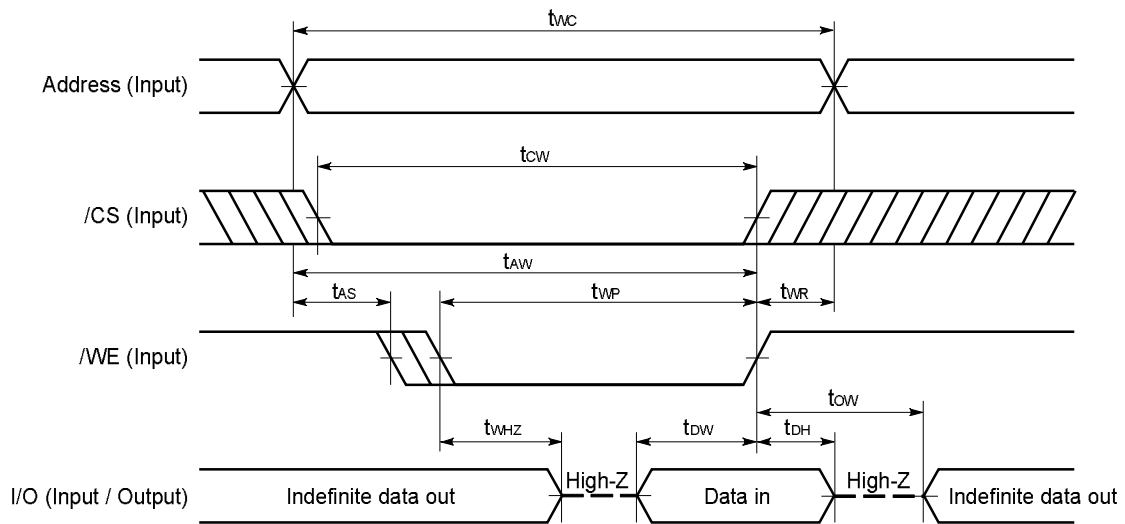 tWC
Address (Input)
tCW
/CS (Input)
tAW
tAS
tWP
tWR
/WE (Input)
tOW
tWHZ
tDW
tDH
I/O (Input / Output)
Indefinite data out
High-Z
Data in
High-Z
Indefinite data out